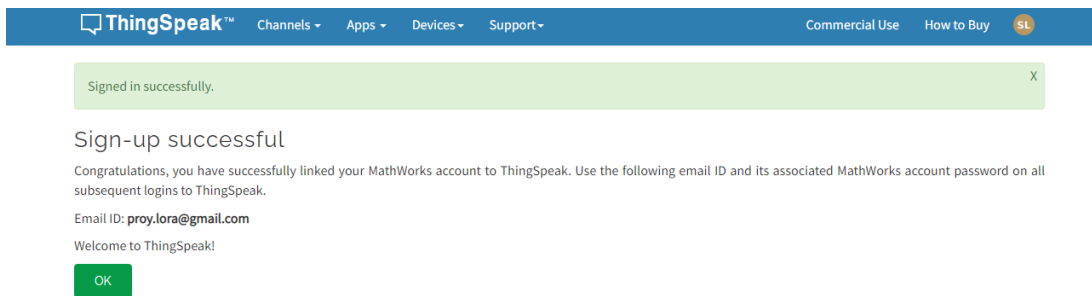 ThingSpeak™ Channels Apps Devices Support Commercial Use How to Buy SL
Signed in successfully. X
Sign-up successful
Congratulations, you have successfully linked your MathWorks account to ThingSpeak. Use the following email ID and its associated MathWorks account password on all
subsequent logins to ThingSpeak.
Email ID: proy.lora@gmail.com
Welcome to ThingSpeak!
OK